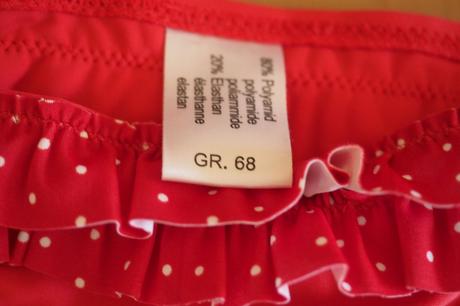 80% Polyamid
polyamide
poliammide
20% Elasthan
élasthanne
elastan
GR. 68